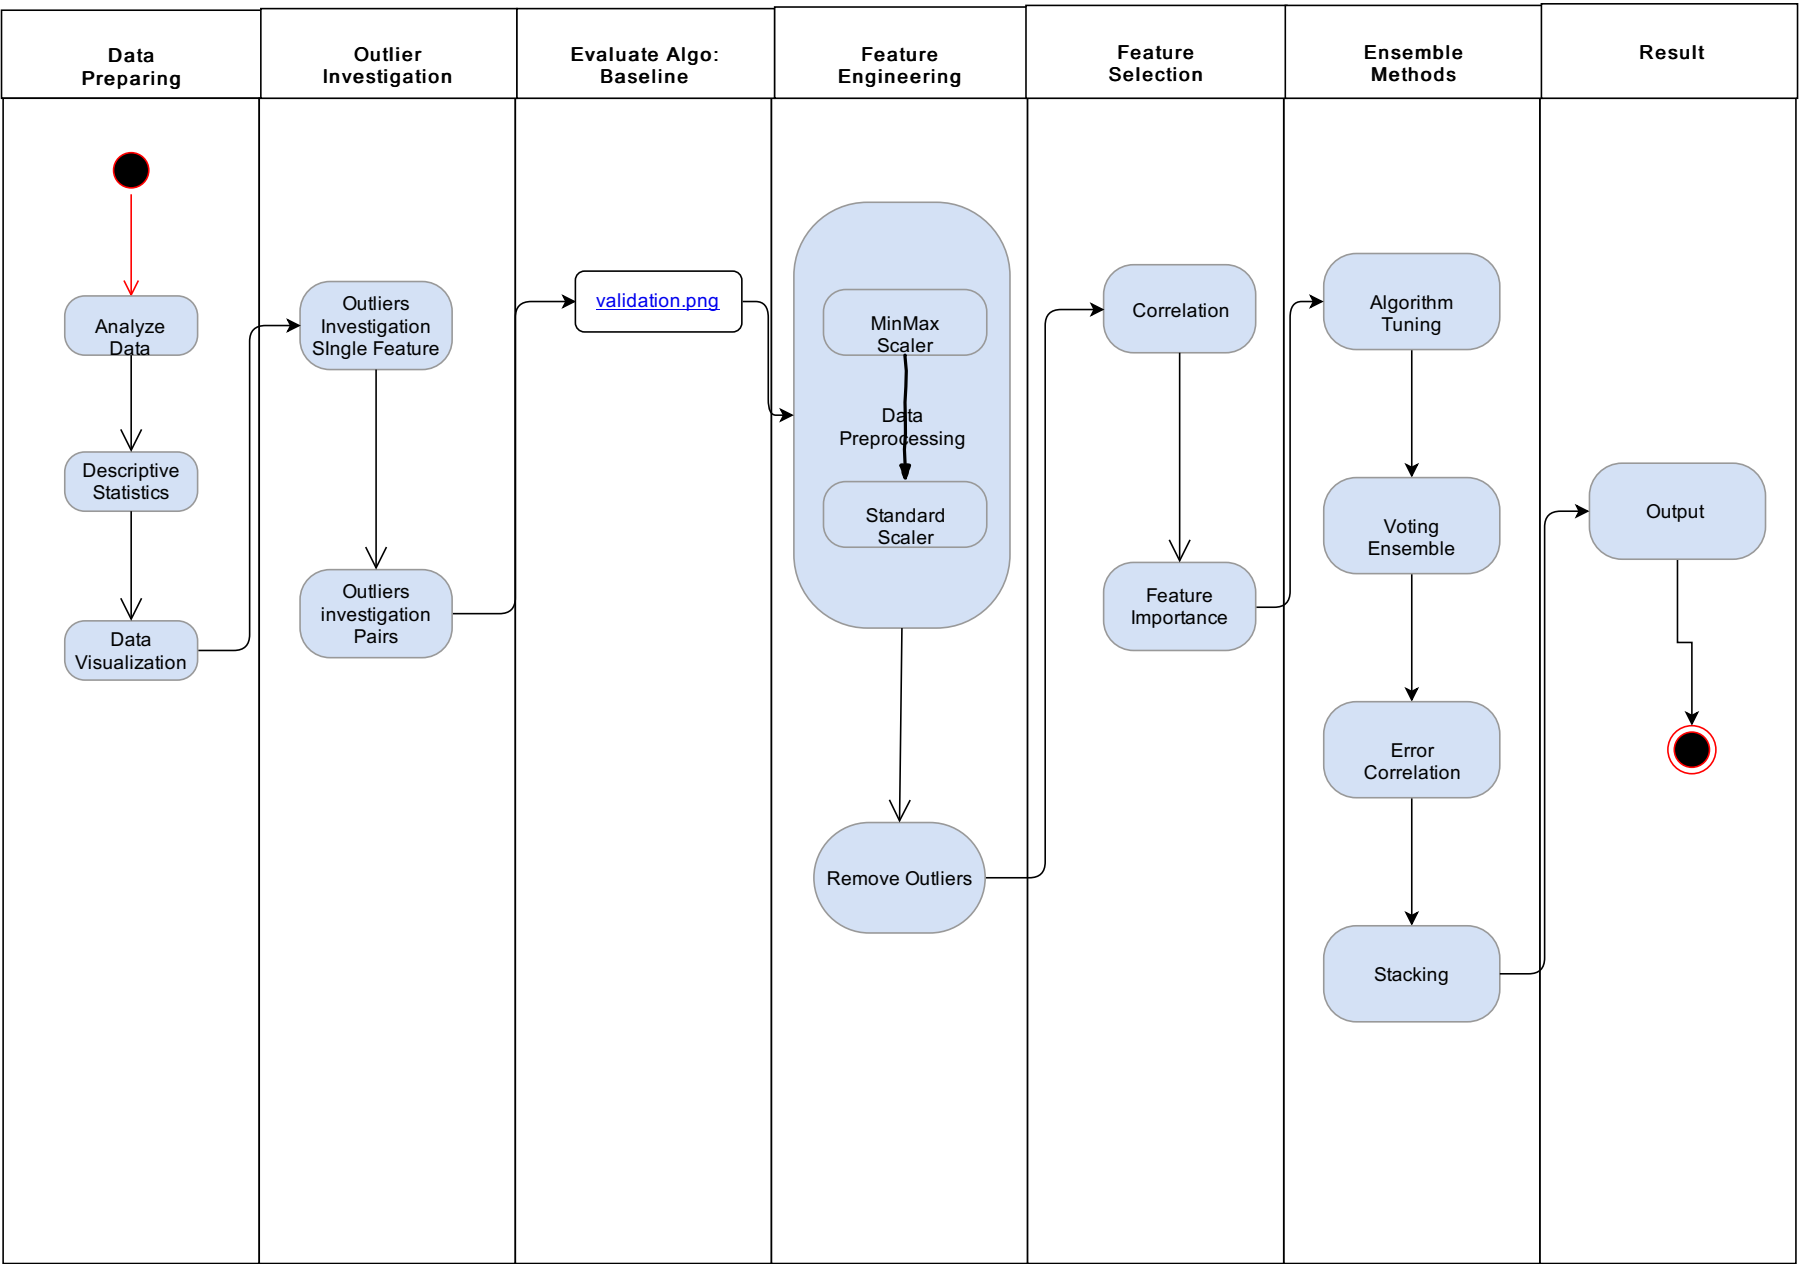 Data
Preparing
Outlier
Investigation
Evaluate Algo:
Baseline
Feature
Engineering
Feature
Selection
Ensemble
Methods
Result
Analyze
Data
Descriptive
Statistics
Data
Visualization
Outliers
Investigation
SIngle Feature
Outliers
investigation
Pairs
validation.png
MinMax
Scaler
Data
Preprocessing
Standard
Scaler
Remove Outliers
Correlation
Feature
Importance
Algorithm
Tuning
Voting
Ensemble
Error
Correlation
Stacking
Output